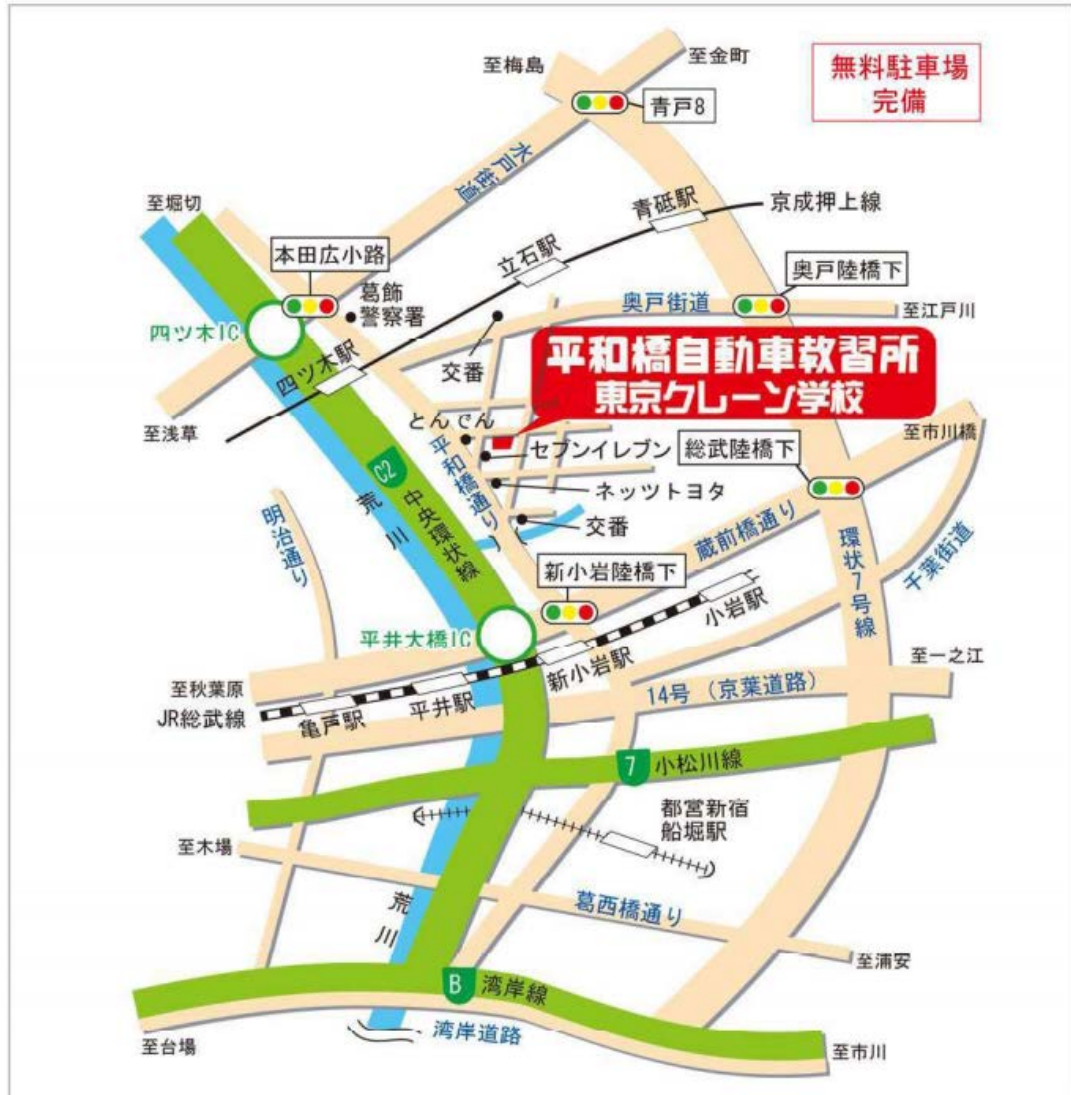 至梅島
至金町
無料駐車場
完備
青戸8
水戸街道
至堀切
青砥駅
京成押上線
本田広小路
立石駅
奥戸陸橋下
葛飾
警察署
奥戸街道
至江戸川
四ツ木IC
四ツ木駅
交番
平和橋自動車教習所
東京クレーン学校
至浅草
とんでん
至市川橋
セブンイレブン
総武陸橋下
C2
平和橋通り
ネッツトヨタ
荒川
中央環状線
明治通り
交番
蔵前橋通り
環状7号線
千葉街道
新小岩陸橋下
小岩駅
平井大橋IC
新小岩駅
至一之江
至秋葉原
平井駅
14号（京葉道路）
JR総武線
亀戸駅
7
小松川線
都営新宿
船堀駅
至木場
荒川
葛西橋通り
至浦安
B
湾岸線
湾岸道路
至台場
至市川